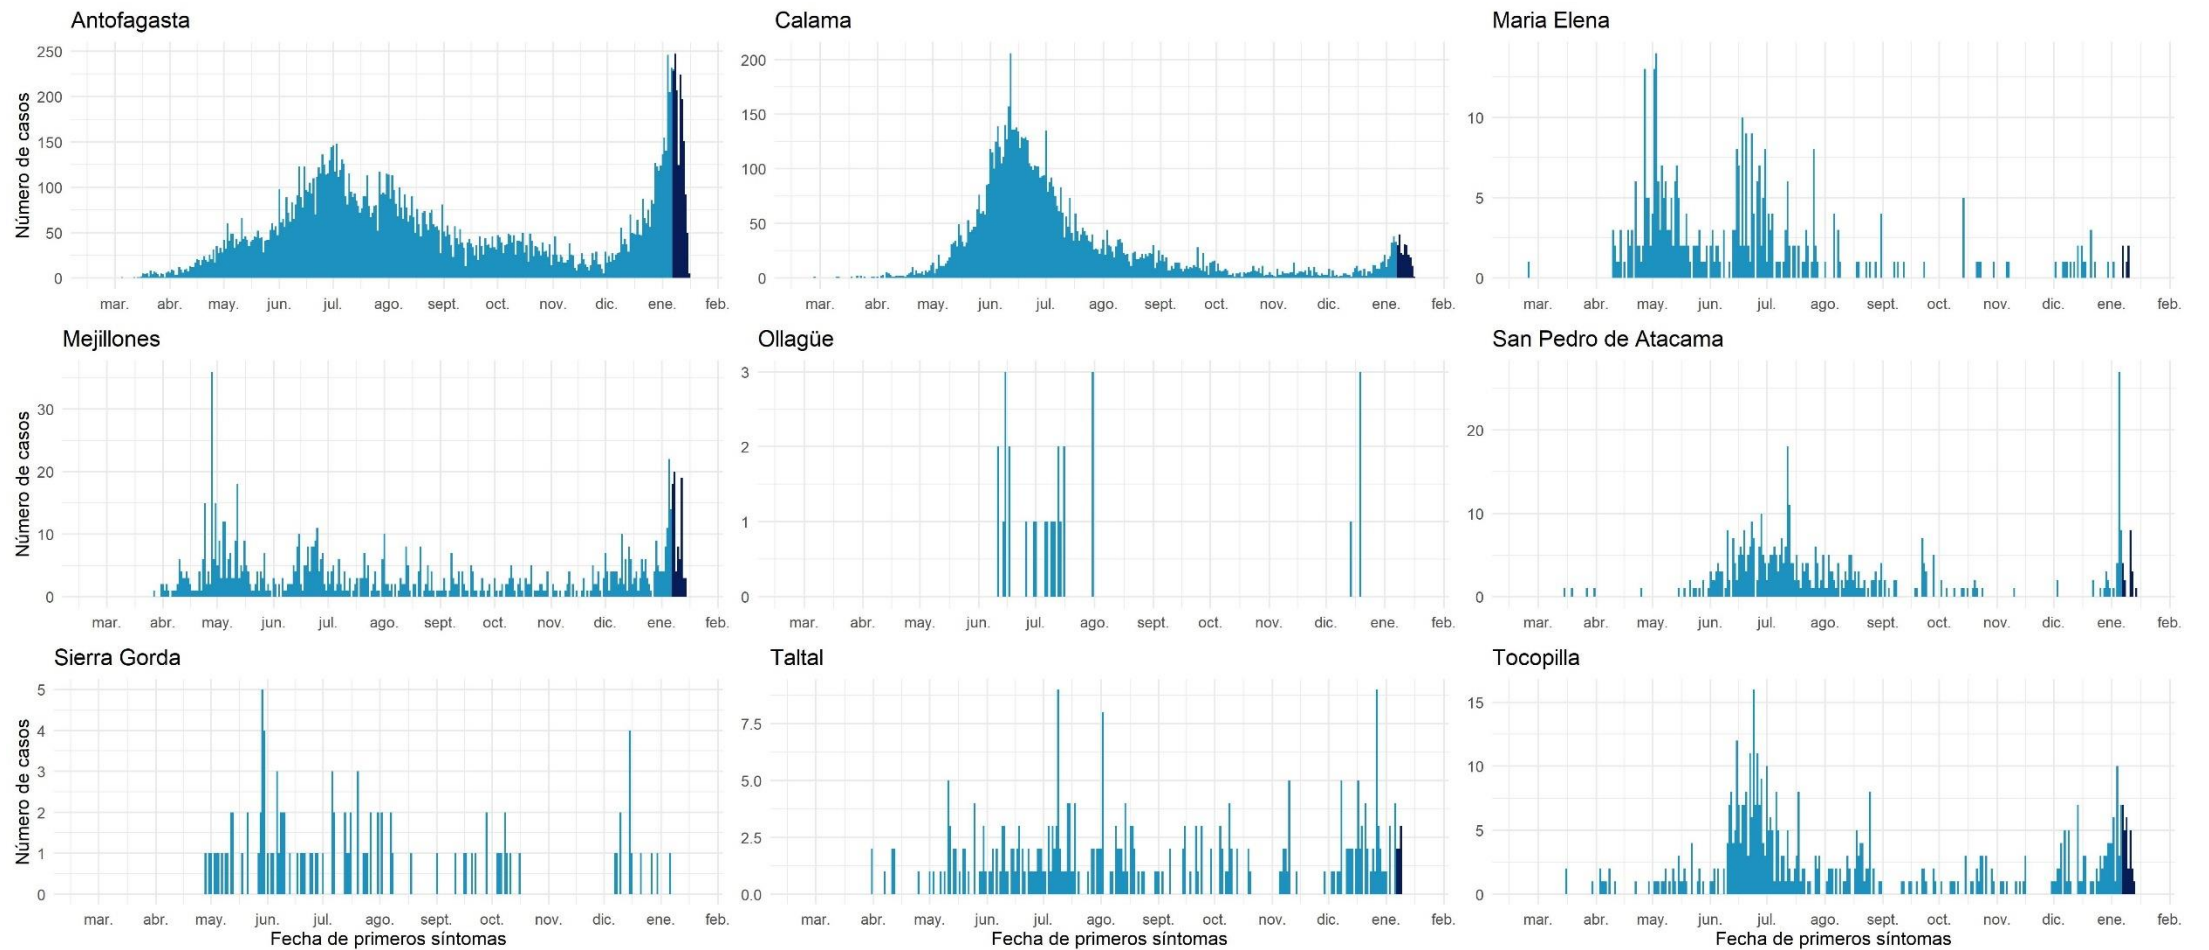 Antofagasta
Número de casos
250
200
150
100
50
0
mar. abr. may. jun. jul. ago. sept. oct. nov. dic. ene. feb.
Calama
200
150
100
50
0
mar. abr. may. jun. jul. ago. sept. oct. nov. dic. ene. feb.
Maria Elena
10
5
0
mar. abr. may. jun. jul. ago. sept. oct. nov. dic. ene. feb.
Mejillones
Número de casos
30
20
10
0
mar. abr. may. jun. jul. ago. sept. oct. nov. dic. ene. feb.
Ollagüe
3
2
1
0
mar. abr. may. jun. jul. ago. sept. oct. nov. dic. ene. feb.
San Pedro de Atacama
20
10
0
mar. abr. may. jun. jul. ago. sept. oct. nov. dic. ene. feb.
Sierra Gorda
Número de casos
5
4
3
2
1
0
mar. abr. may. jun. jul. ago. sept. oct. nov. dic. ene. feb.
Fecha de primeros síntomas
Taltal
7.5
5.0
2.5
0.0
mar. abr. may. jun. jul. ago. sept. oct. nov. dic. ene. feb.
Fecha de primeros síntomas
Tocopilla
15
10
5
0
mar. abr. may. jun. jul. ago. sept. oct. nov. dic. ene. feb.
Fecha de primeros síntomas